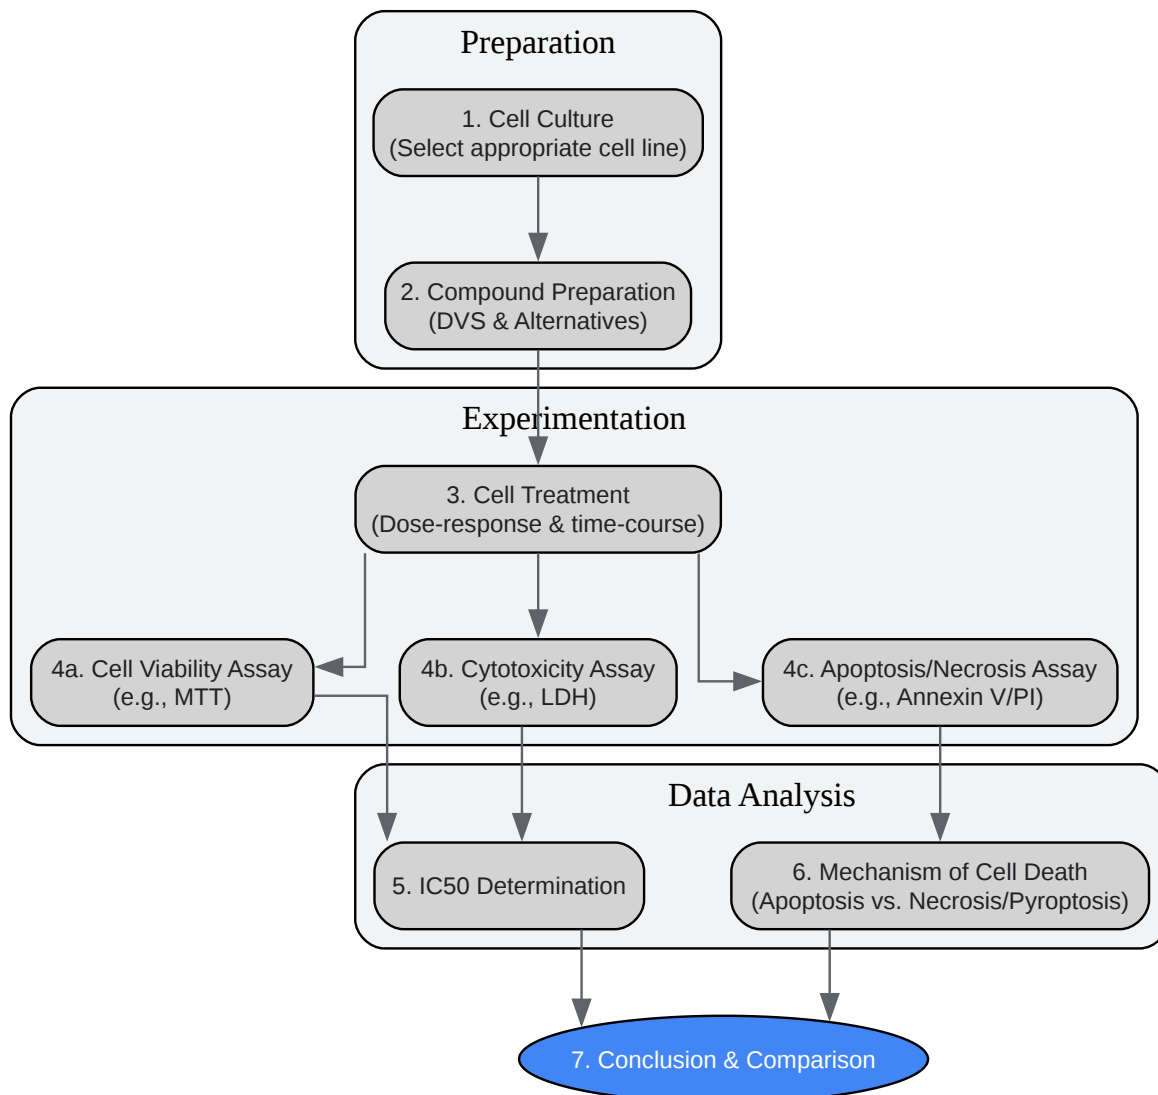 Preparation
1. Cell Culture
(Select appropriate cell line)
2. Compound Preparation
(DVS & Alternatives)
Experimentation
3. Cell Treatment
(Dose-response & time-course)
4a. Cell Viability Assay
(e.g., MTT)
4b. Cytotoxicity Assay
(e.g., LDH)
4c. Apoptosis/Necrosis Assay
(e.g., Annexin V/PI)
Data Analysis
5. IC50 Determination
6. Mechanism of Cell Death
(Apoptosis vs. Necrosis/Pyroptosis)
7. Conclusion & Comparison